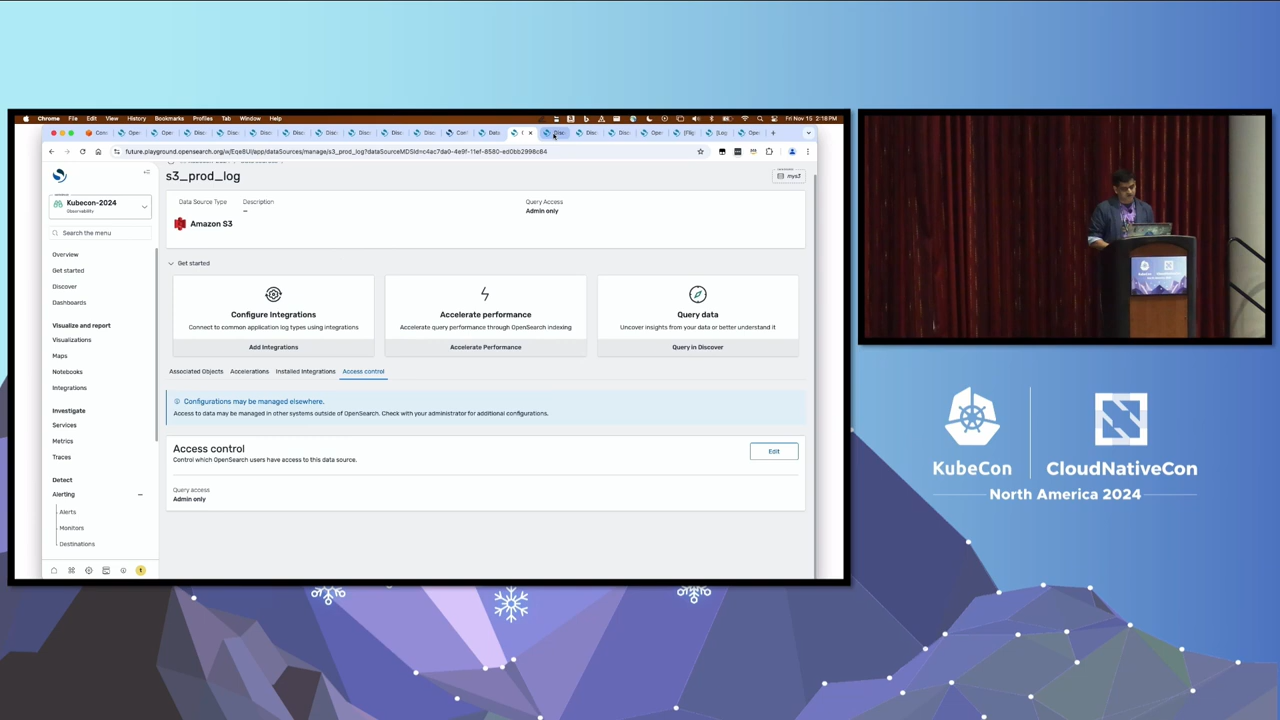 Chrome File Edit View History Bookmarks Profiles Tab Window Help
Fri Nov 15 2:18 PM
future.playground.opensearch.org/w/Eqe8UI/app/dataSources/manage/s3_prod_log?dataSourceMDSId=c4ac7da0-4e9f-11ef-8580-ed0bb2998c84
Kubecon-2024
Observability
Search the menu
Overview
Get started
Discover
Dashboards
Visualize and report
Visualizations
Maps
Notebooks
Integrations
Investigate
Services
Metrics
Traces
Detect
Alerting
Alerts
Monitors
Destinations
s3_prod_log
mys3
Data Source Type
Amazon S3
Description
—
Query Access
Admin only
Get started
Configure Integrations
Connect to common application log types using integrations
Add Integrations
Accelerate performance
Accelerate query performance through OpenSearch indexing
Accelerate Performance
Query data
Uncover insights from your data or better understand it
Query in Discover
Associated Objects Accelerations Installed Integrations Access control
Configurations may be managed elsewhere.
Access to data may be managed in other systems outside of OpenSearch. Check with your administrator for additional configurations.
Access control
Control which OpenSearch users have access to this data source.
Edit
Query access
Admin only
KubeCon
CloudNativeCon
North America 2024